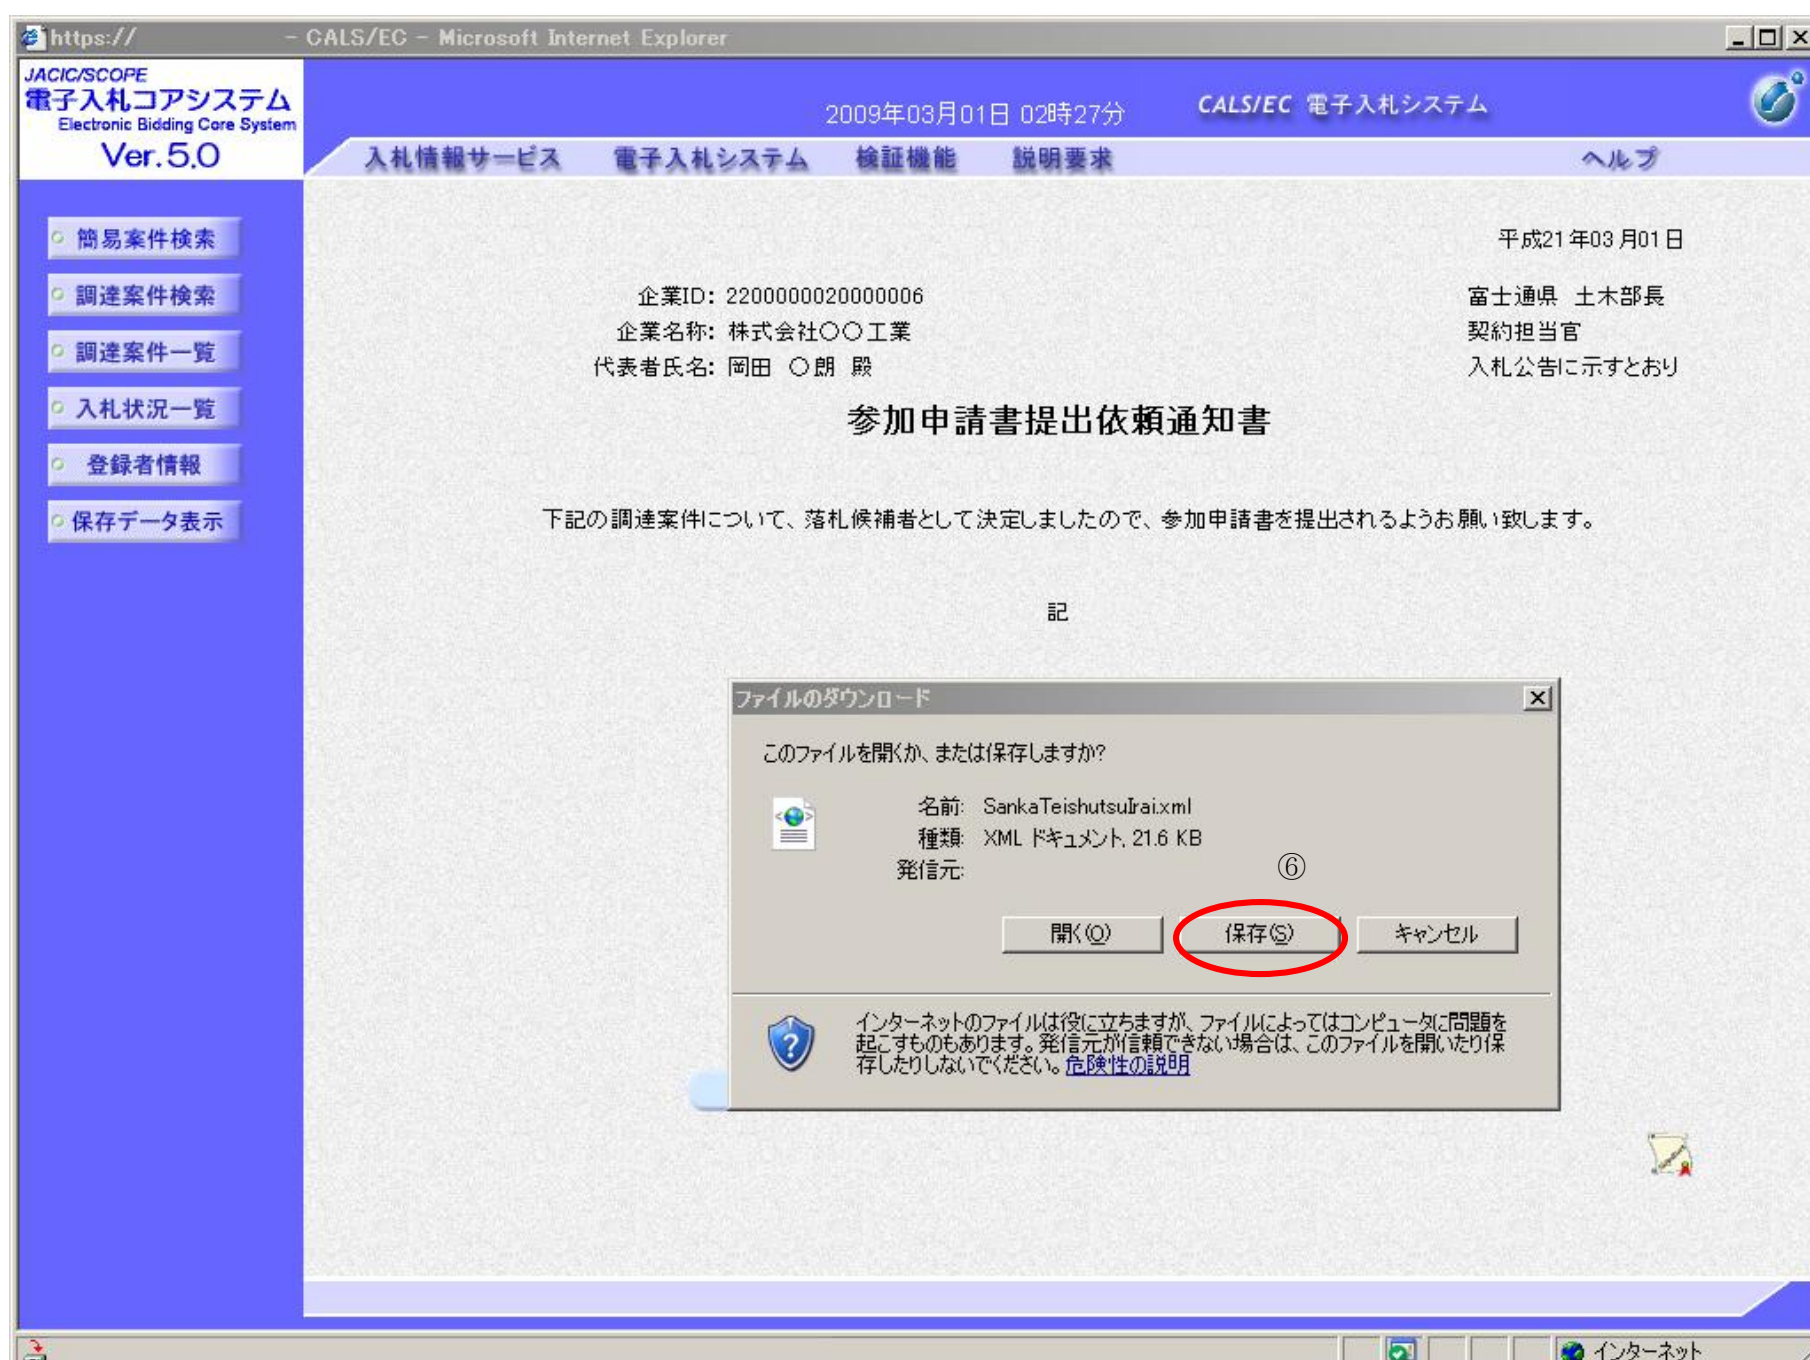 https:// - CALS/EC - Microsoft Internet Explorer
JACIC/SCOPE
電子入札コアシステム
Electronic Bidding Core System
Ver.5.0
2009年03月01日 02時27分
CALS/EC 電子入札システム
入札情報サービス 電子入札システム 検証機能 説明要求 ヘルプ
簡易案件検索
調達案件検索
調達案件一覧
入札状況一覧
登録者情報
保存データ表示
平成21年03月01日
企業ID: 2200000020000006
企業名称: 株式会社〇〇工業
代表者氏名: 岡田 〇朗 殿
富士通県 土木部長
契約担当官
入札公告に示すとおり
参加申請書提出依頼通知書
下記の調達案件について、落札候補者として決定しましたので、参加申請書を提出されるようお願い致します。
記
ファイルのダウンロード
このファイルを開くか、または保存しますか?
名前: SankaTeishutsuIrai.xml
種類: XML ドキュメント, 21.6 KB
発信元:
⑥
開く(O) 保存(S) キャンセル
インターネットのファイルは役に立ちますが、ファイルによってはコンピュータに問題を
起こすものもあります。発信元が信頼できない場合は、このファイルを開いたり保
存したりしないでください。危険性の説明
インターネット